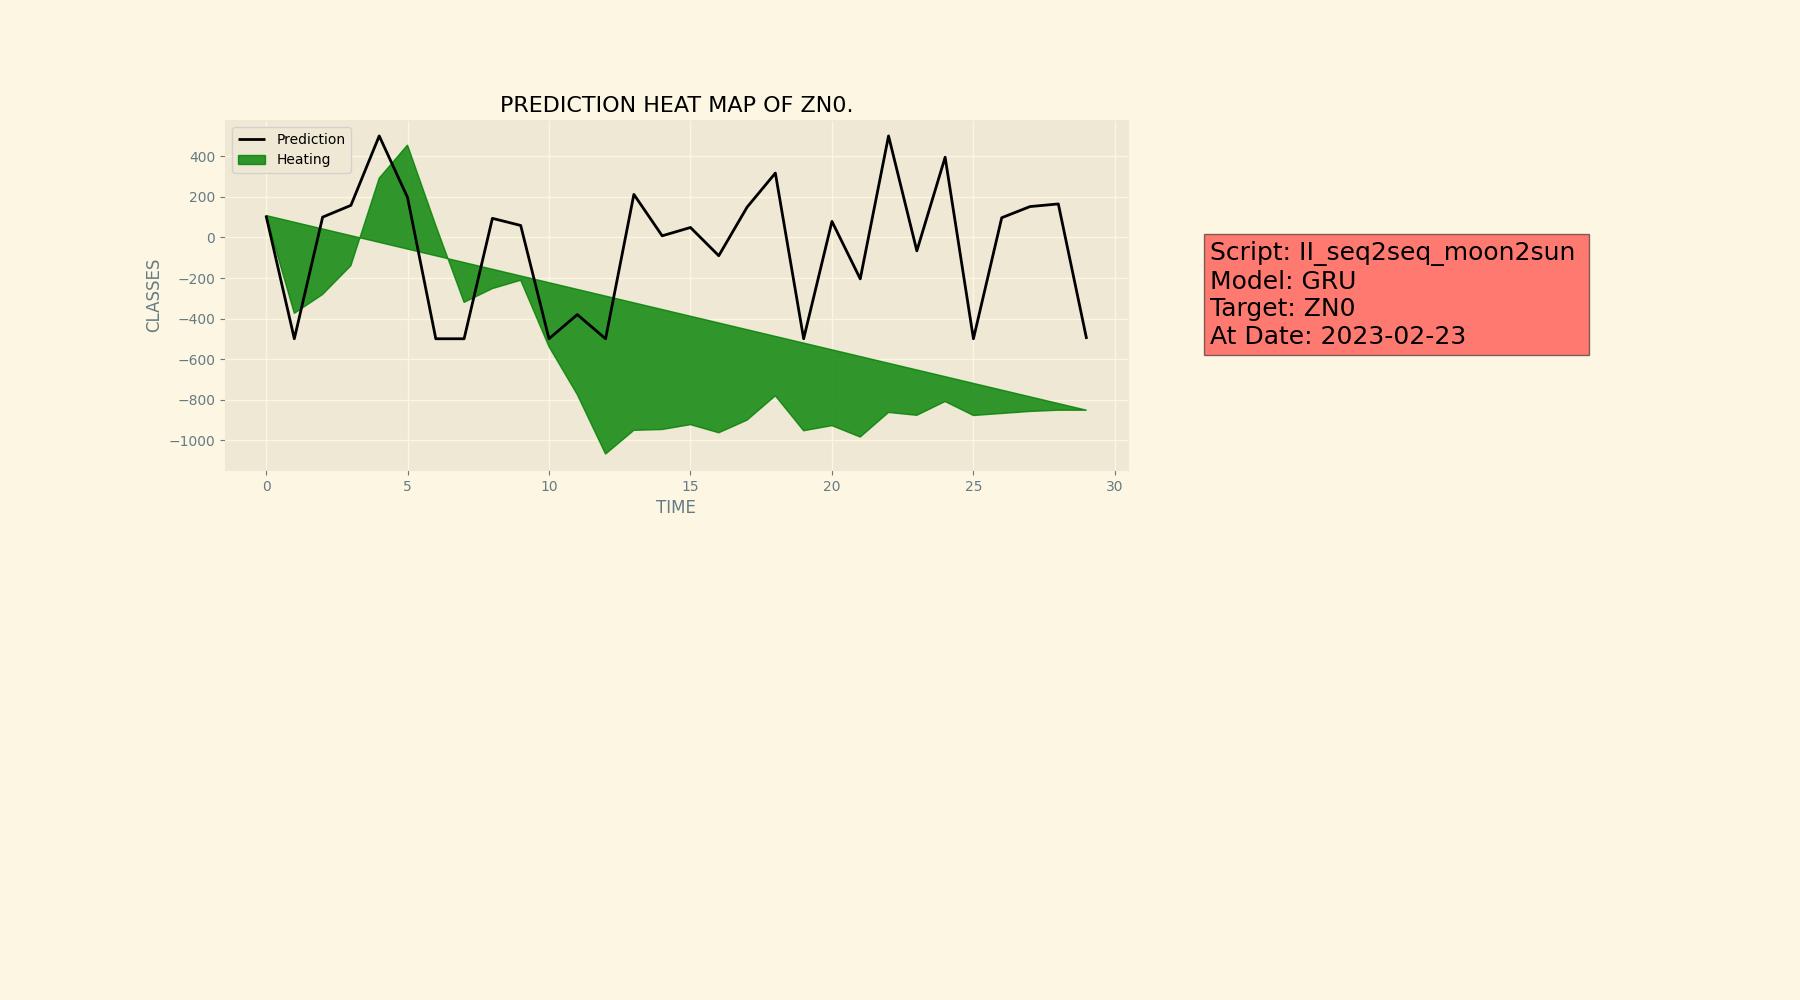 PREDICTION HEAT MAP OF ZN0.
Prediction
Heating
400
200
0
−200
−400
−600
−800
−1000
CLASSES
0 5 10 15 20 25 30
TIME
Script: II_seq2seq_moon2sun
Model: GRU
Target: ZN0
At Date: 2023-02-23